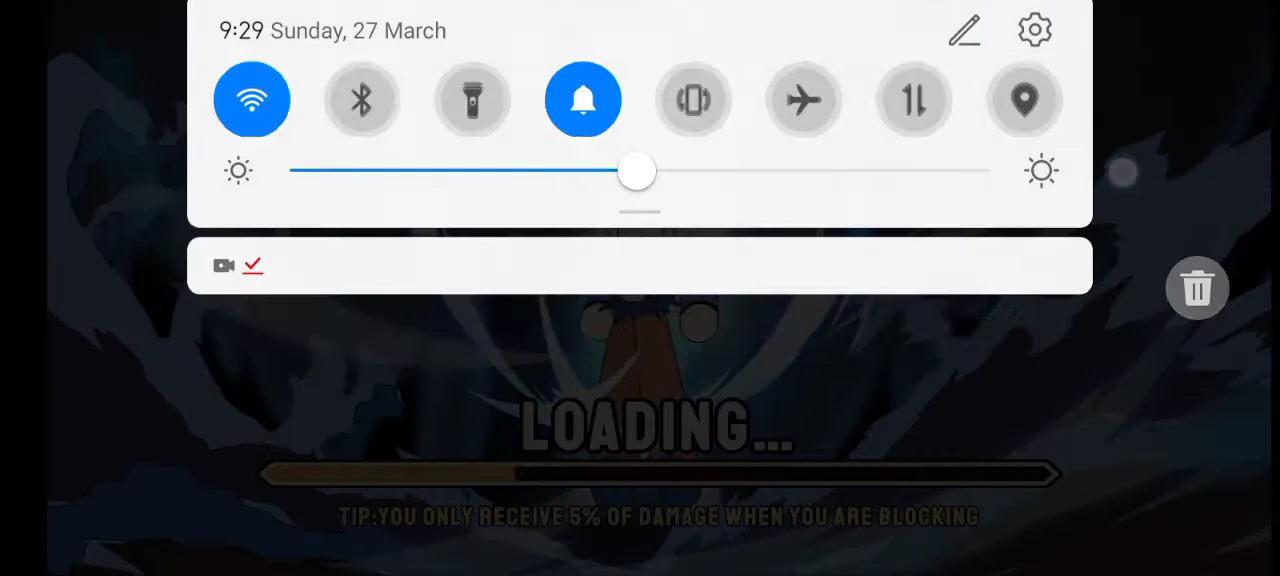 9:29 Sunday, 27 March
LOADING...
TIP:YOU ONLY RECEIVE 5% OF DAMAGE WHEN YOU ARE BLOCKING